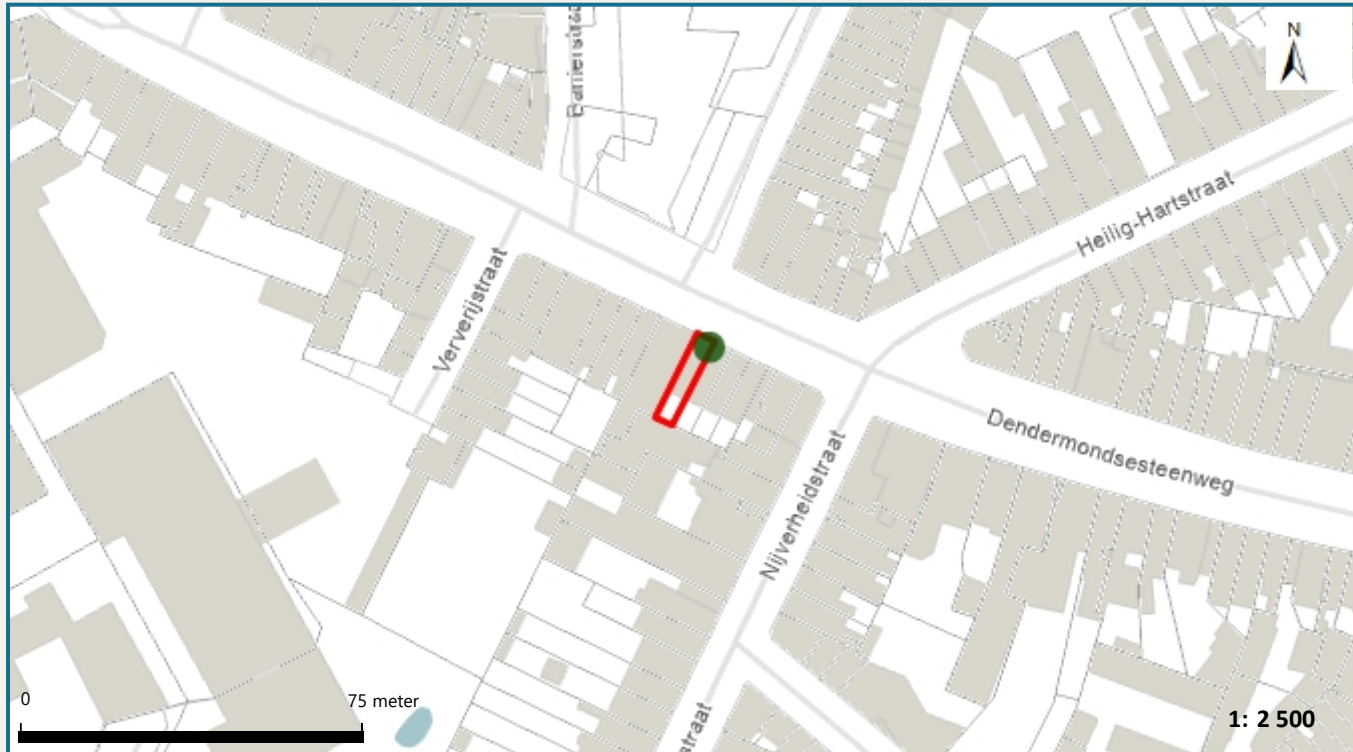 N
Heilig-Hartstraat
Ververijstraat
Dendermondsesteenweg
Nijverheidstraat
0
75 meter
straat
1: 2 500